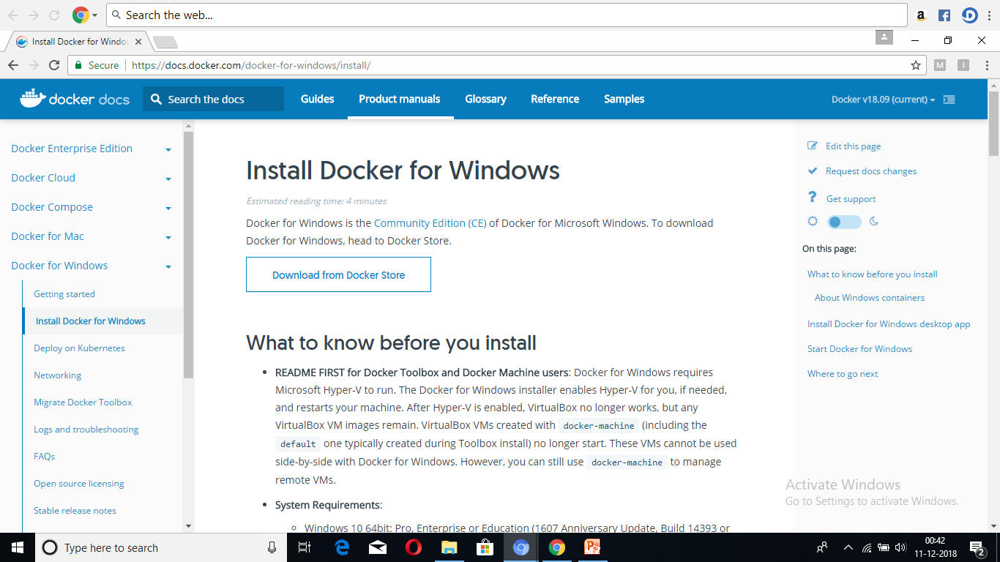 Search the web...
Install Docker for Windo
Secure
https://docs.docker.com/docker-for-windows/install/
M
I
docker docs
Search the docs
Guides
Product manuals
Glossary
Reference
Samples
Docker v18.09 (current)
Docker Enterprise Edition
Docker Cloud
Docker Compose
Docker for Mac
Docker for Windows
Getting started
Install Docker for Windows
Deploy on Kubernetes
Networking
Migrate Docker Toolbox
Logs and troubleshooting
FAQs
Open source licensing
Stable release notes
Install Docker for Windows
Estimated reading time: 4 minutes
Docker for Windows is the Community Edition (CE) of Docker for Microsoft Windows. To download
Docker for Windows, head to Docker Store.
Download from Docker Store
What to know before you install
• README FIRST for Docker Toolbox and Docker Machine users: Docker for Windows requires
Microsoft Hyper-V to run. The Docker for Windows installer enables Hyper-V for you, if needed,
and restarts your machine. After Hyper-V is enabled, VirtualBox no longer works, but any
VirtualBox VM images remain. VirtualBox VMs created with docker-machine (including the
default one typically created during Toolbox install) no longer start. These VMs cannot be used
side-by-side with Docker for Windows. However, you can still use docker-machine to manage
remote VMs.
• System Requirements:
○ Windows 10 64bit: Pro, Enterprise or Education (1607 Anniversary Update, Build 14393 or
Edit this page
Request docs changes
Get support
On this page:
What to know before you install
About Windows containers
Install Docker for Windows desktop app
Start Docker for Windows
Where to go next
Activate Windows
Go to Settings to activate Windows.
Type here to search
00:42
11-12-2018
2